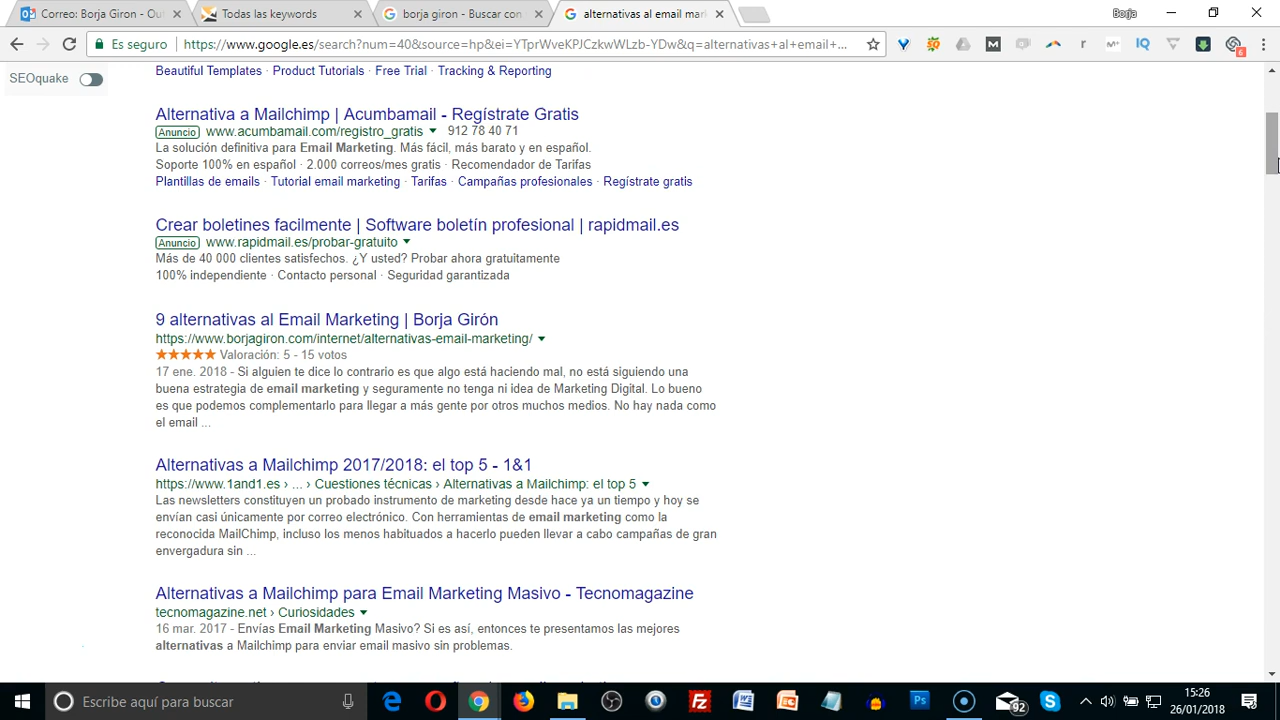 Correo: Borja Giron - Out
Todas las keywords
borja giron - Buscar con
alternativas al email mar
Borja
Es seguro
https://www.google.es/search?num=40&source=hp&ei=YTprWveKPJCzkwWLzb-YDw&q=alternativas+al+email+...
SEOquake
Beautiful Templates · Product Tutorials · Free Trial · Tracking & Reporting
Alternativa a Mailchimp | Acumbamail - Regístrate Gratis
Anuncio www.acumbamail.com/registro_gratis 912 78 40 71
La solución definitiva para Email Marketing. Más fácil, más barato y en español.
Soporte 100% en español · 2.000 correos/mes gratis · Recomendador de Tarifas
Plantillas de emails · Tutorial email marketing · Tarifas · Campañas profesionales · Regístrate gratis
Crear boletines facilmente | Software boletín profesional | rapidmail.es
Anuncio www.rapidmail.es/probar-gratuito
Más de 40 000 clientes satisfechos. ¿Y usted? Probar ahora gratuitamente
100% independiente · Contacto personal · Seguridad garantizada
9 alternativas al Email Marketing | Borja Girón
https://www.borjagiron.com/internet/alternativas-email-marketing/
Valoración: 5 - 15 votos
17 ene. 2018 - Si alguien te dice lo contrario es que algo está haciendo mal, no está siguiendo una
buena estrategia de email marketing y seguramente no tenga ni idea de Marketing Digital. Lo bueno
es que podemos complementarlo para llegar a más gente por otros muchos medios. No hay nada como
el email ...
Alternativas a Mailchimp 2017/2018: el top 5 - 1&1
https://www.1and1.es › ... › Cuestiones técnicas › Alternativas a Mailchimp: el top 5
Las newsletters constituyen un probado instrumento de marketing desde hace ya un tiempo y hoy se
envían casi únicamente por correo electrónico. Con herramientas de email marketing como la
reconocida MailChimp, incluso los menos habituados a hacerlo pueden llevar a cabo campañas de gran
envergadura sin ...
Alternativas a Mailchimp para Email Marketing Masivo - Tecnomagazine
tecnomagazine.net › Curiosidades
16 mar. 2017 - Envías Email Marketing Masivo? Si es así, entonces te presentamos las mejores
alternativas a Mailchimp para enviar email masivo sin problemas.
Escribe aquí para buscar
92
15:26
26/01/2018